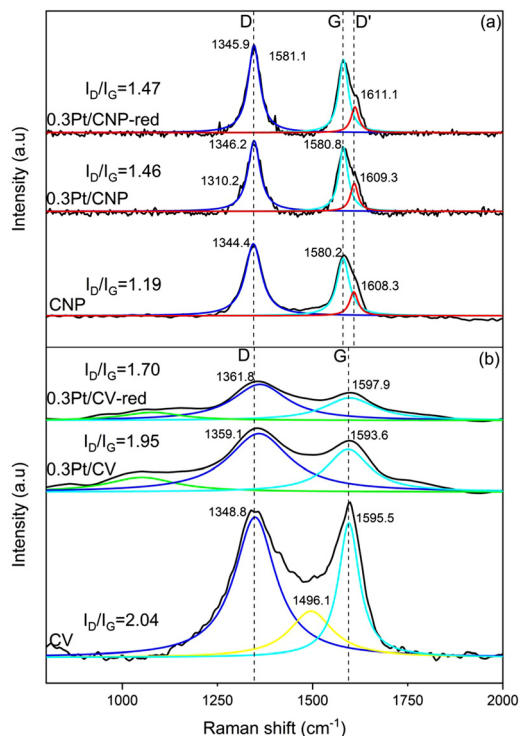 D G D' (a)
1345.9 1581.1
I_D/I_G=1.47
1611.1
0.3Pt/CNP-red
1346.2 1580.8
I_D/I_G=1.46
1310.2 1609.3
0.3Pt/CNP
1344.4 1580.2
I_D/I_G=1.19
1608.3
CNP
Intensity (a.u)
D G (b)
I_D/I_G=1.70
1361.8 1597.9
0.3Pt/CV-red
I_D/I_G=1.95
1359.1 1593.6
0.3Pt/CV
1348.8 1595.5
1496.1
I_D/I_G=2.04
CV
Intensity (a.u)
1000 1250 1500 1750 2000
Raman shift (cm⁻¹)